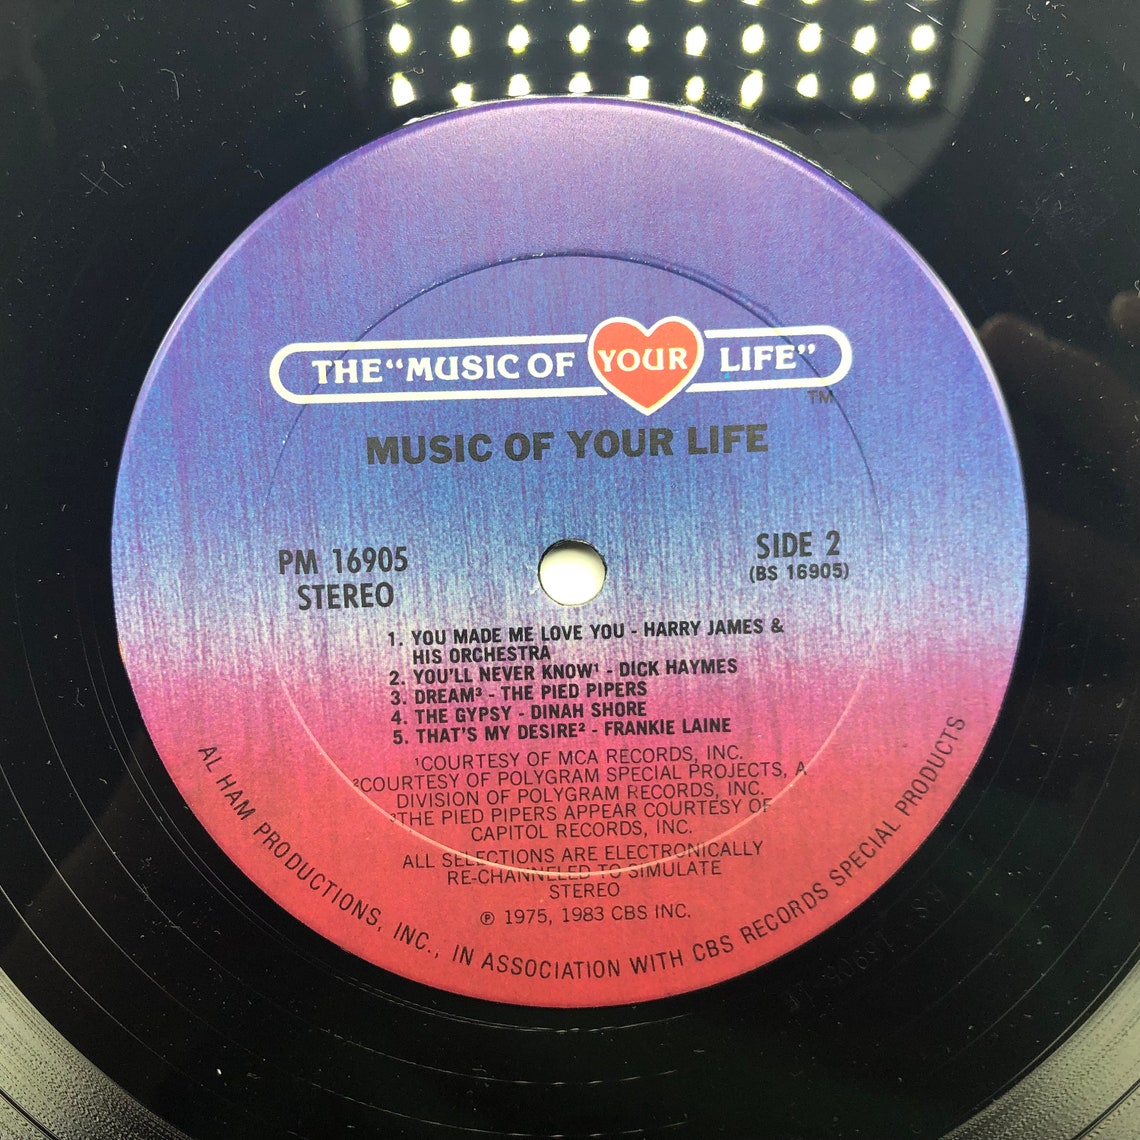 THE "MUSIC OF YOUR LIFE"
TM
MUSIC OF YOUR LIFE
PM 16905
STEREO
SIDE 2
(BS 16905)
1. YOU MADE ME LOVE YOU - HARRY JAMES &
HIS ORCHESTRA
2. YOU'LL NEVER KNOW¹ - DICK HAYMES
3. DREAM³ - THE PIED PIPERS
4. THE GYPSY - DINAH SHORE
5. THAT'S MY DESIRE² - FRANKIE LAINE
¹COURTESY OF MCA RECORDS, INC.
²COURTESY OF POLYGRAM SPECIAL PROJECTS, A
DIVISION OF POLYGRAM RECORDS, INC.
³THE PIED PIPERS APPEAR COURTESY OF
CAPITOL RECORDS, INC.
ALL SELECTIONS ARE ELECTRONICALLY
RE-CHANNELED TO SIMULATE
STEREO
℗ 1975, 1983 CBS INC.
AL HAM PRODUCTIONS, INC., IN ASSOCIATION WITH CBS RECORDS SPECIAL PRODUCTS